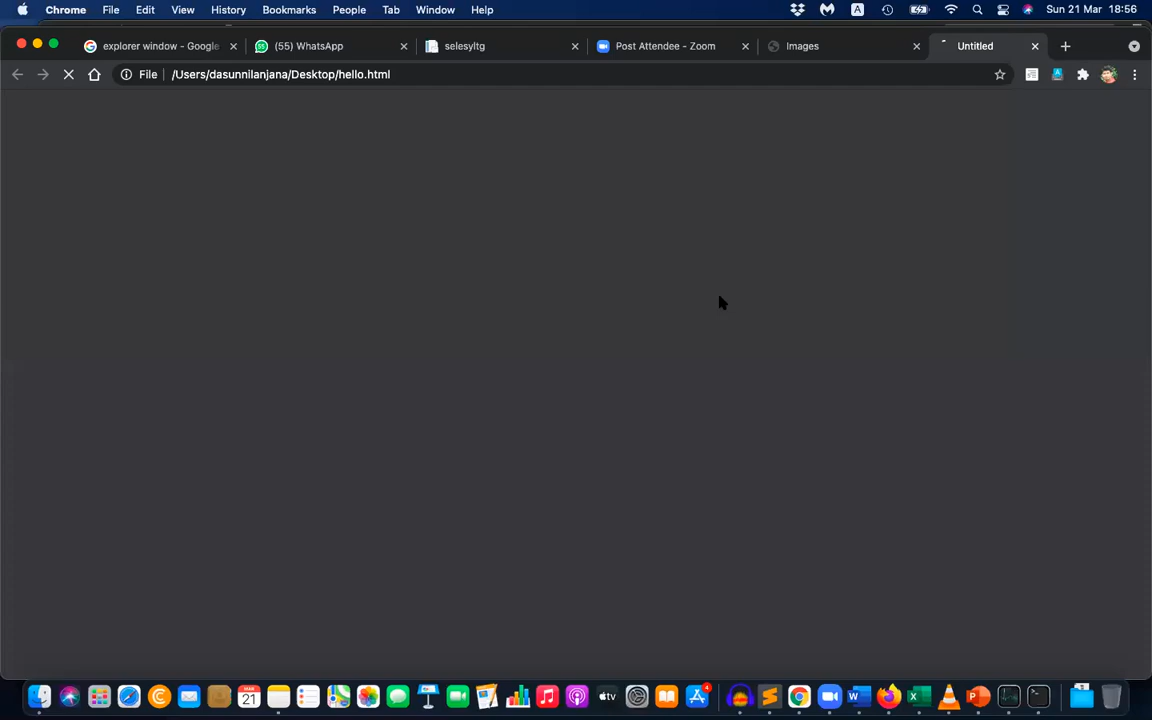 Chrome File Edit View History Bookmarks People Tab Window Help A Sun 21 Mar 18:56
explorer window - Google (55) WhatsApp selesyltg Post Attendee - Zoom Images Untitled
File /Users/dasunnilanjana/Desktop/hello.html